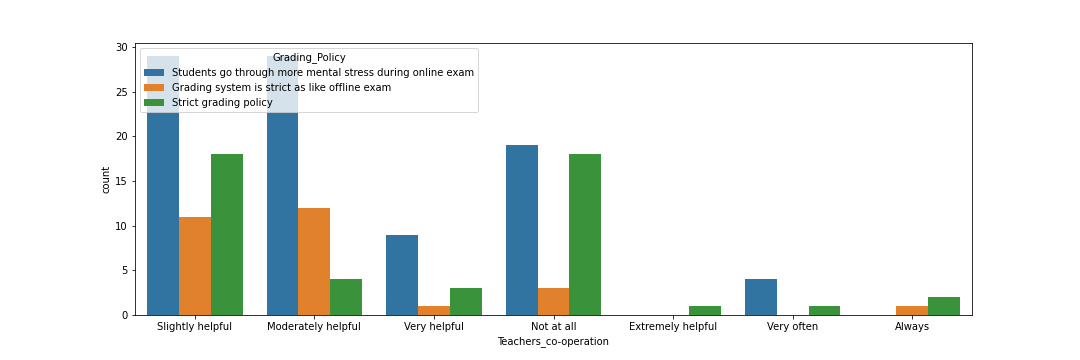 Grading_Policy
Students go through more mental stress during online exam
Grading system is strict as like offline exam
Strict grading policy
30
25
20
15
10
5
0
count
Slightly helpful
Moderately helpful
Very helpful
Not at all
Extremely helpful
Very often
Always
Teachers_co-operation